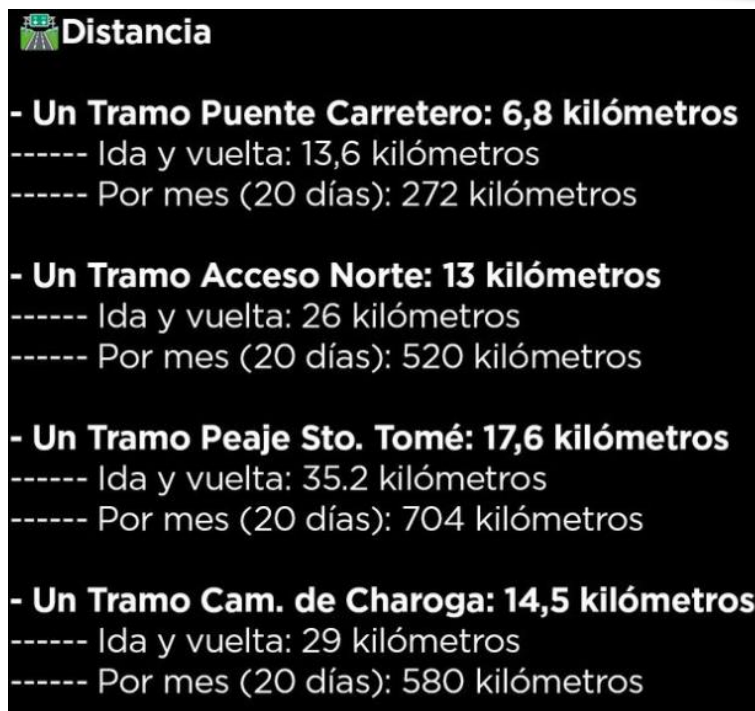 Distancia
- Un Tramo Puente Carretero: 6,8 kilómetros
------ Ida y vuelta: 13,6 kilómetros
------ Por mes (20 días): 272 kilómetros
- Un Tramo Acceso Norte: 13 kilómetros
------ Ida y vuelta: 26 kilómetros
------ Por mes (20 días): 520 kilómetros
- Un Tramo Peaje Sto. Tomé: 17,6 kilómetros
------ Ida y vuelta: 35.2 kilómetros
------ Por mes (20 días): 704 kilómetros
- Un Tramo Cam. de Charoga: 14,5 kilómetros
------ Ida y vuelta: 29 kilómetros
------ Por mes (20 días): 580 kilómetros